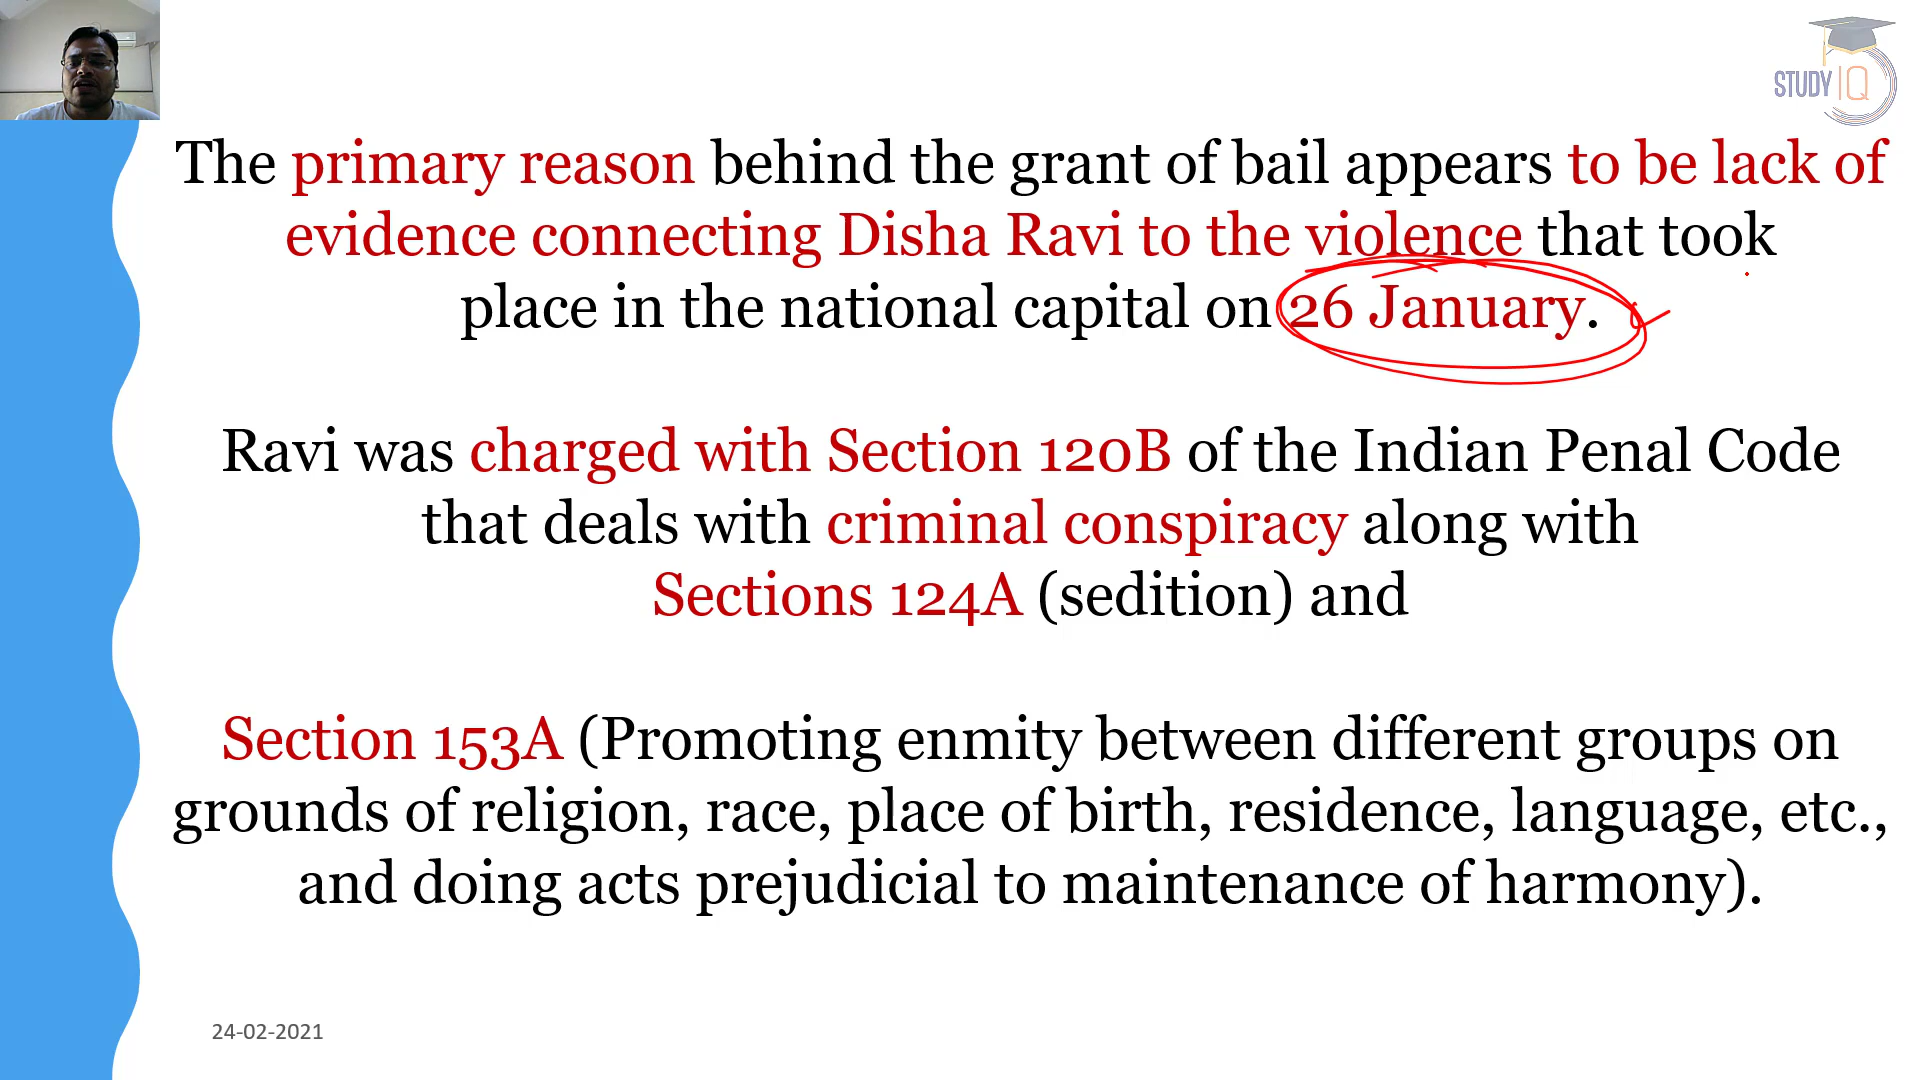 STUDY IQ
The primary reason behind the grant of bail appears to be lack of
evidence connecting Disha Ravi to the violence that took
place in the national capital on 26 January.
Ravi was charged with Section 120B of the Indian Penal Code
that deals with criminal conspiracy along with
Sections 124A (sedition) and
Section 153A (Promoting enmity between different groups on
grounds of religion, race, place of birth, residence, language, etc.,
and doing acts prejudicial to maintenance of harmony).
24-02-2021